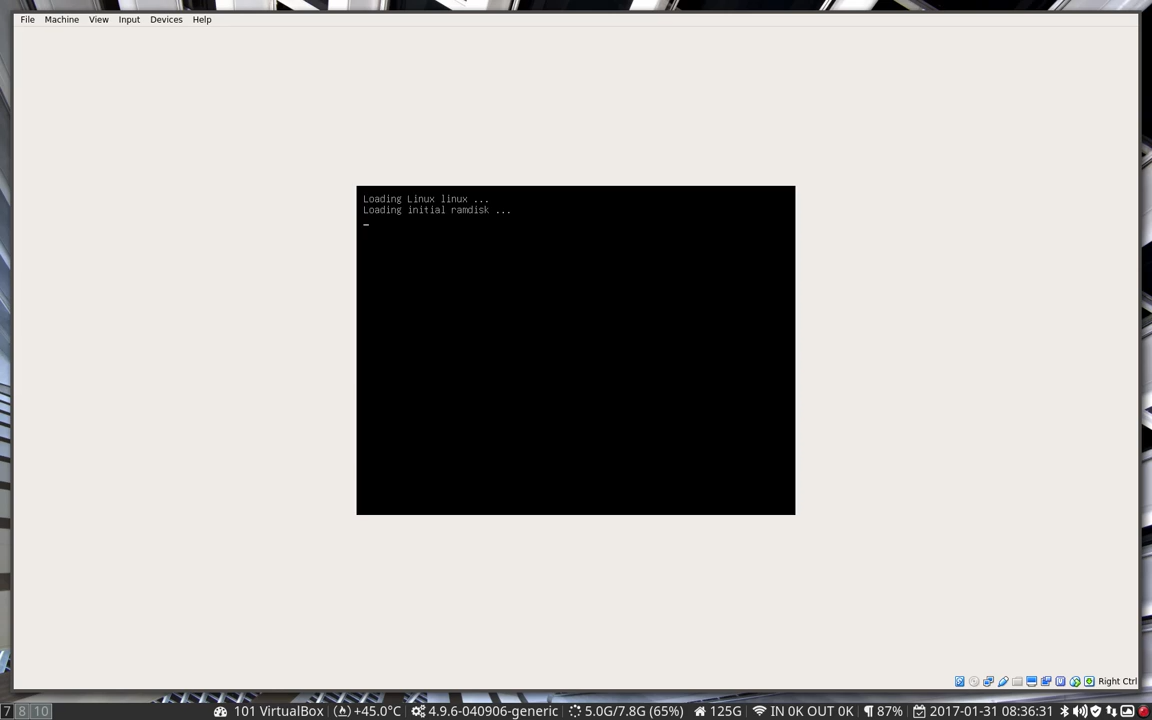 File Machine View Input Devices Help
Loading Linux linux ...
Loading initial ramdisk ...
Right Ctrl
7 8 10 101 VirtualBox +45.0°C 4.9.6-040906-generic 5.0G/7.8G (65%) 125G IN 0K OUT 0K 87% 2017-01-31 08:36:31